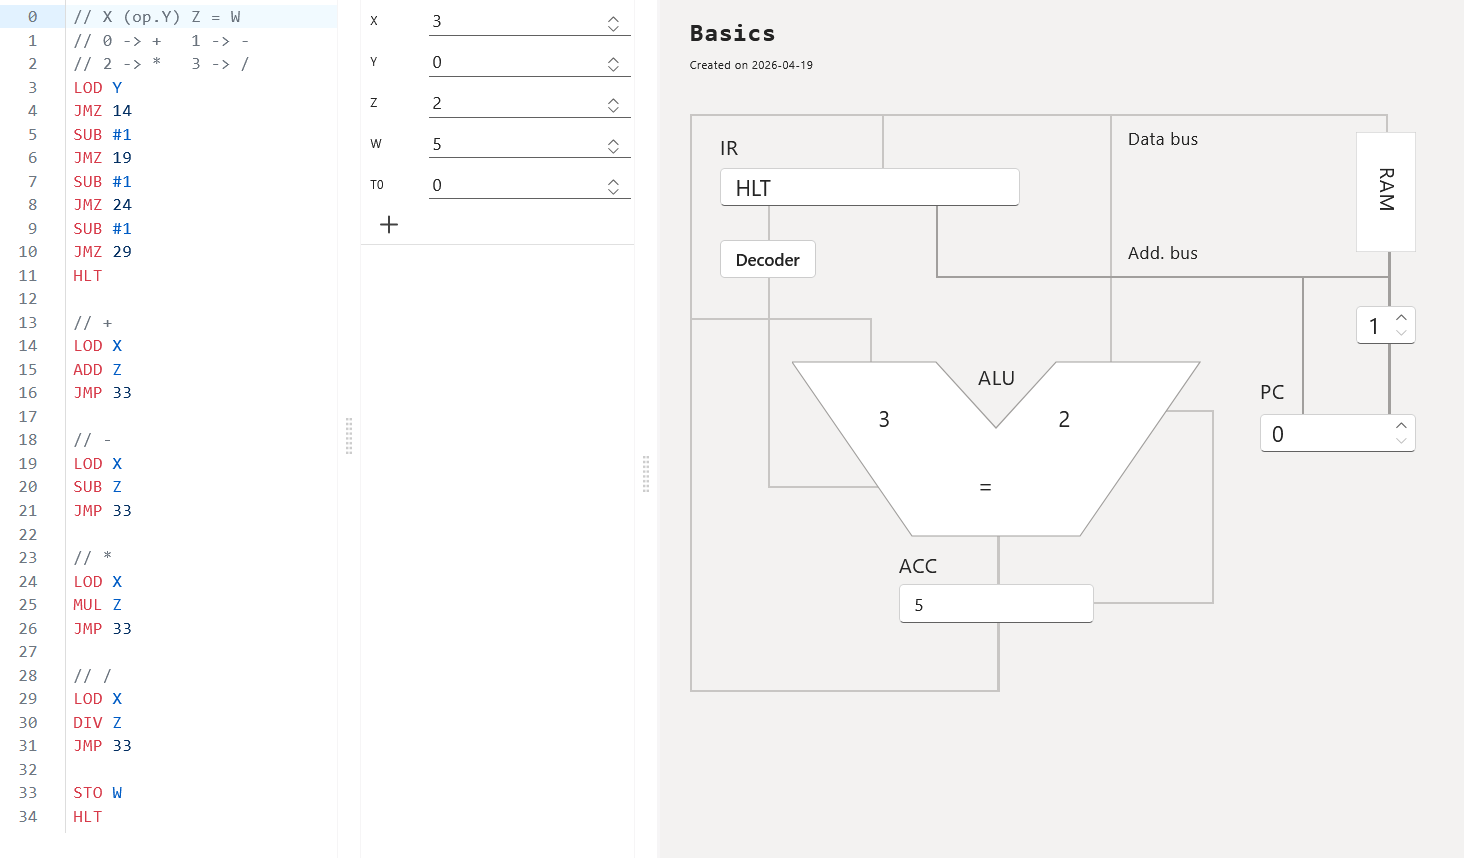 0 // X (op.Y) Z = W
1 // 0 -> + 1 -> -
2 // 2 -> * 3 -> /
3 LOD Y
4 JMZ 14
5 SUB #1
6 JMZ 19
7 SUB #1
8 JMZ 24
9 SUB #1
10 JMZ 29
11 HLT
12
13 // +
14 LOD X
15 ADD Z
16 JMP 33
17
18 // -
19 LOD X
20 SUB Z
21 JMP 33
22
23 // *
24 LOD X
25 MUL Z
26 JMP 33
27
28 // /
29 LOD X
30 DIV Z
31 JMP 33
32
33 STO W
34 HLT
X 3
Y 0
Z 2
W 5
T0 0
Basics
Created on 2026-04-19
Data bus
IR
HLT
RAM
Decoder
Add. bus
1
ALU
PC
3 2
0
=
ACC
5